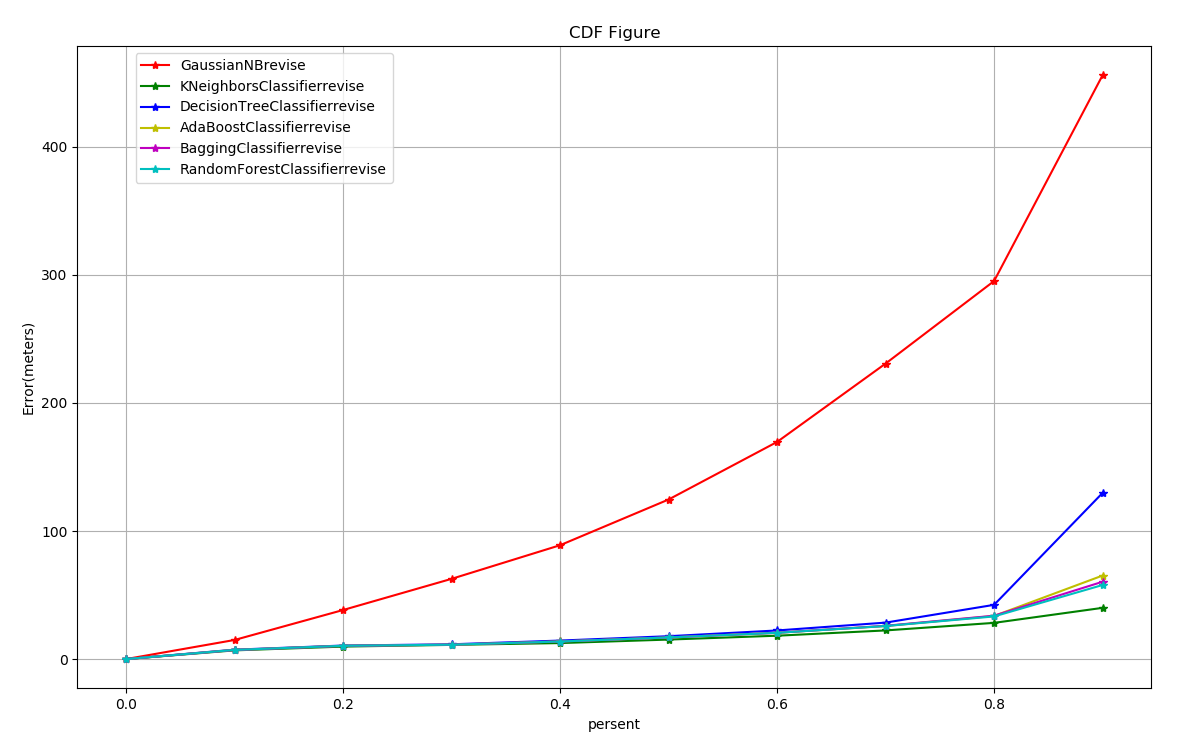 CDF Figure
GaussianNBrevise
KNeighborsClassifierrevise
DecisionTreeClassifierrevise
AdaBoostClassifierrevise
BaggingClassifierrevise
RandomForestClassifierrevise
400
300
200
100
0
Error(meters)
0.0 0.2 0.4 0.6 0.8
persent